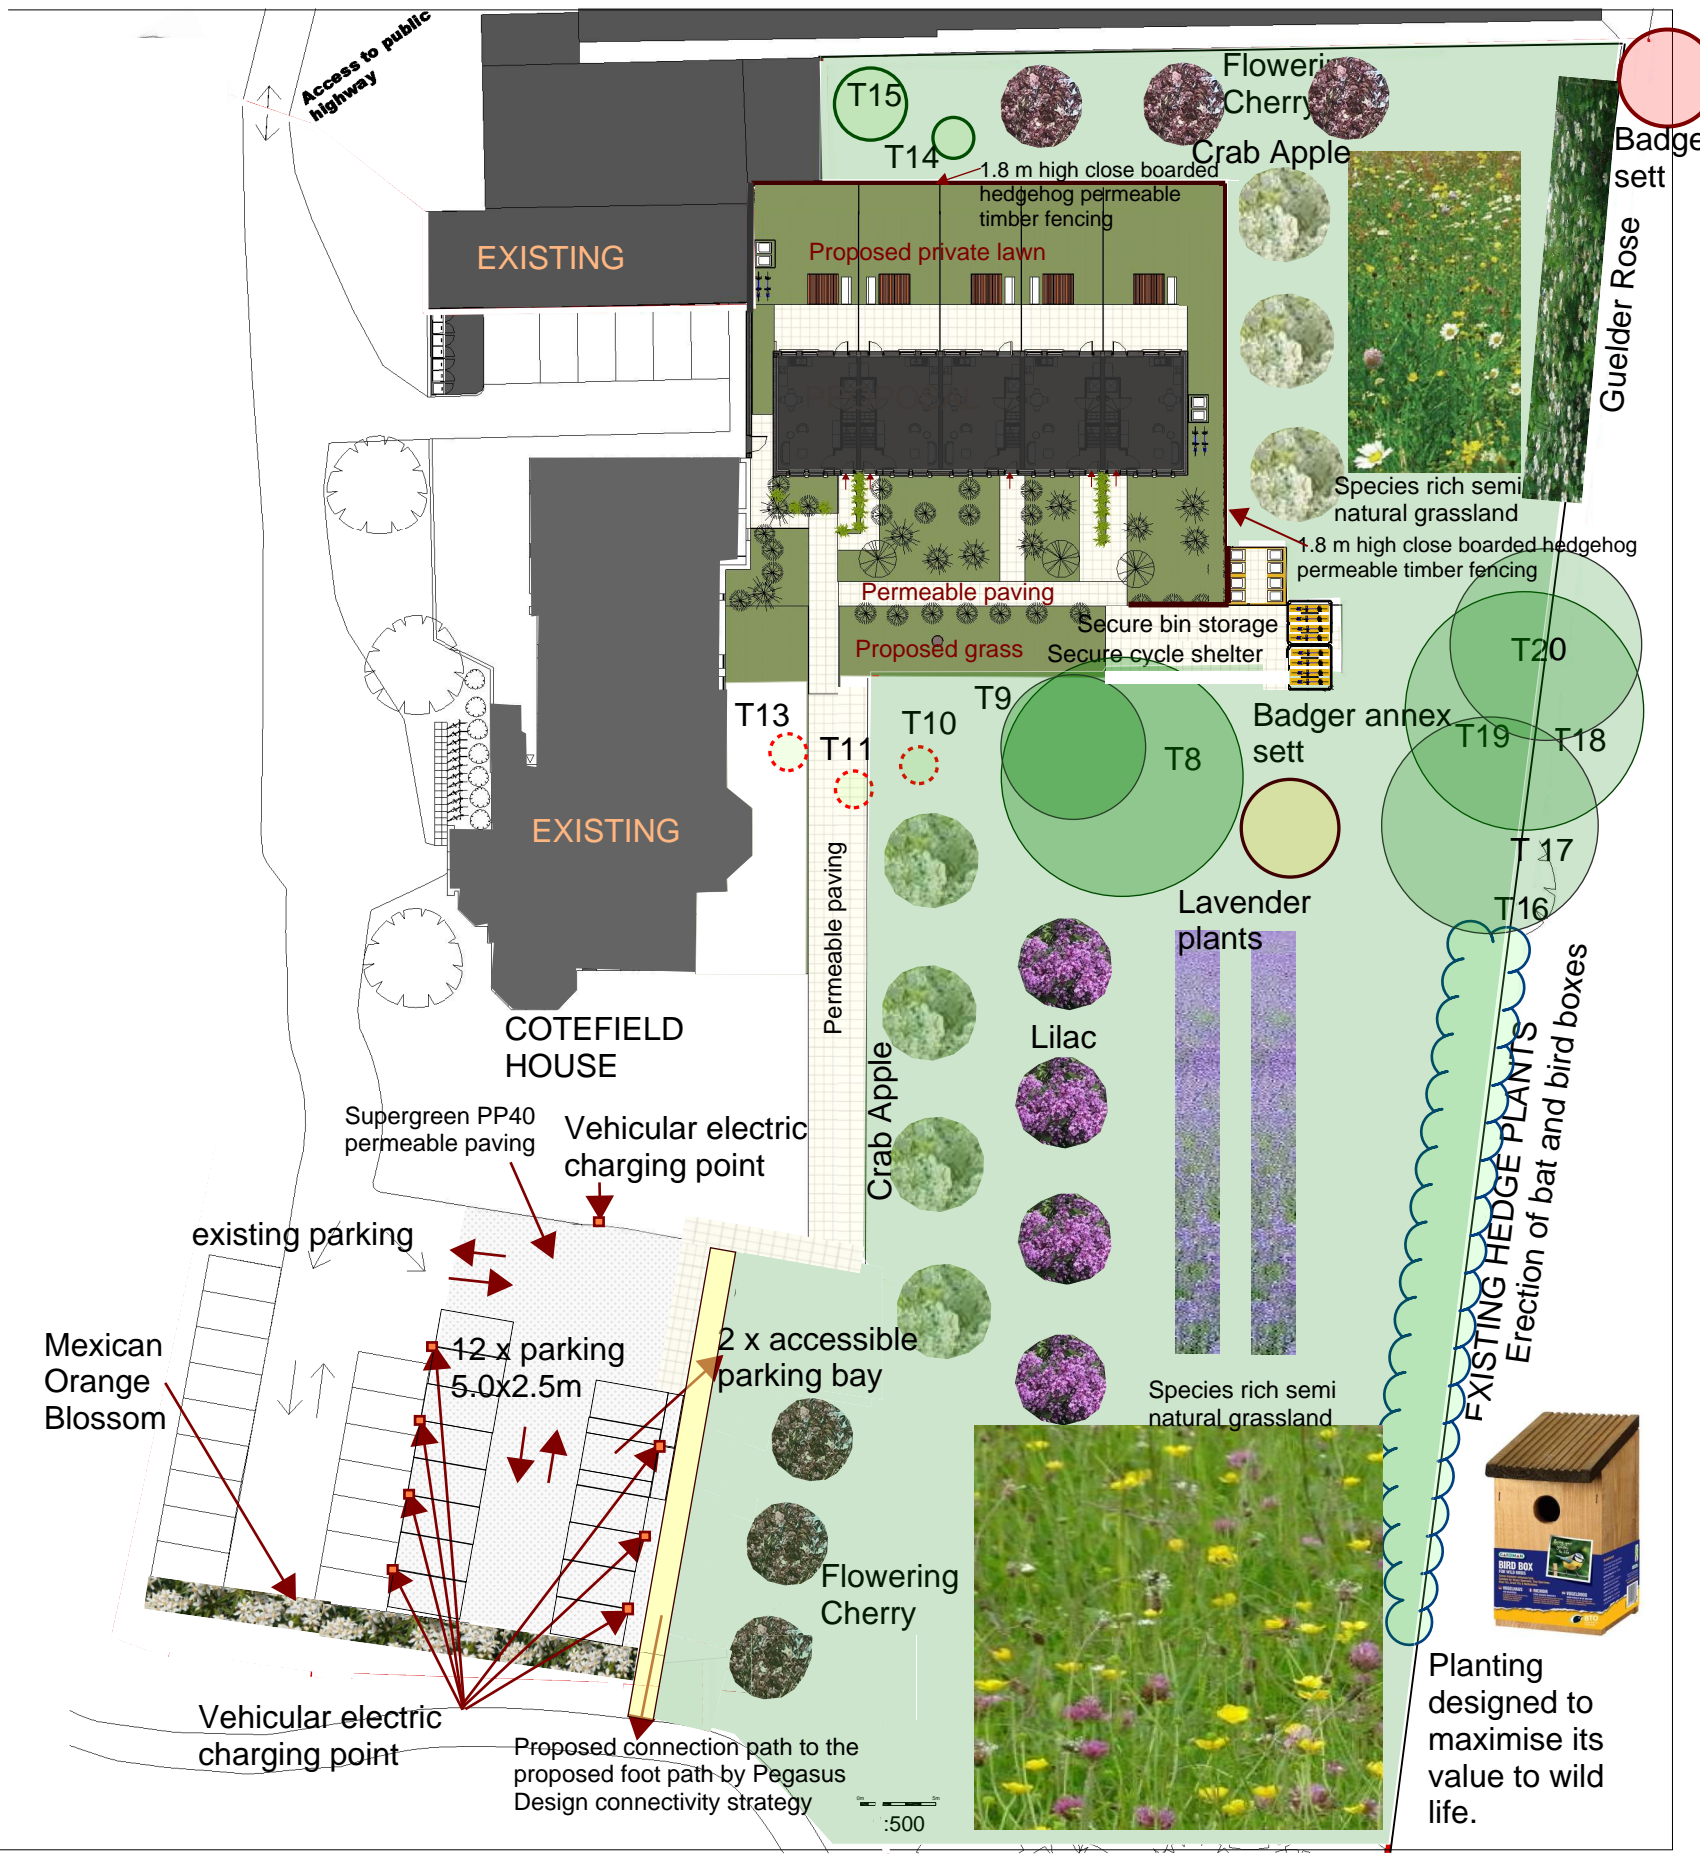 Access to public
highway
T15
T14
Flowering
Cherry
Crab Apple
Badge
sett
1.8 m high close boarded
hedgehog permeable
timber fencing
EXISTING
Proposed private lawn
Guelder Rose
Species rich semi
natural grassland
1.8 m high close boarded hedgehog
permeable timber fencing
Permeable paving
Secure bin storage
Proposed grass
Secure cycle shelter
T20
T9
T13
T11
T10
Badger annex
sett
T8
T19
T18
EXISTING
T 17
T16
Permeable paving
Lavender
plants
COTEFIELD
HOUSE
Lilac
Crab Apple
EXISTING HEDGE PLANTS
Erection of bat and bird boxes
Supergreen PP40
permeable paving
Vehicular electric
charging point
existing parking
Mexican
Orange
Blossom
12 x parking
5.0x2.5m
2 x accessible
parking bay
Species rich semi
natural grassland
Flowering
Cherry
BIRD BOX
Planting
designed to
maximise its
value to wild
life.
Vehicular electric
charging point
Proposed connection path to the
proposed foot path by Pegasus
Design connectivity strategy
0m 5m
:500